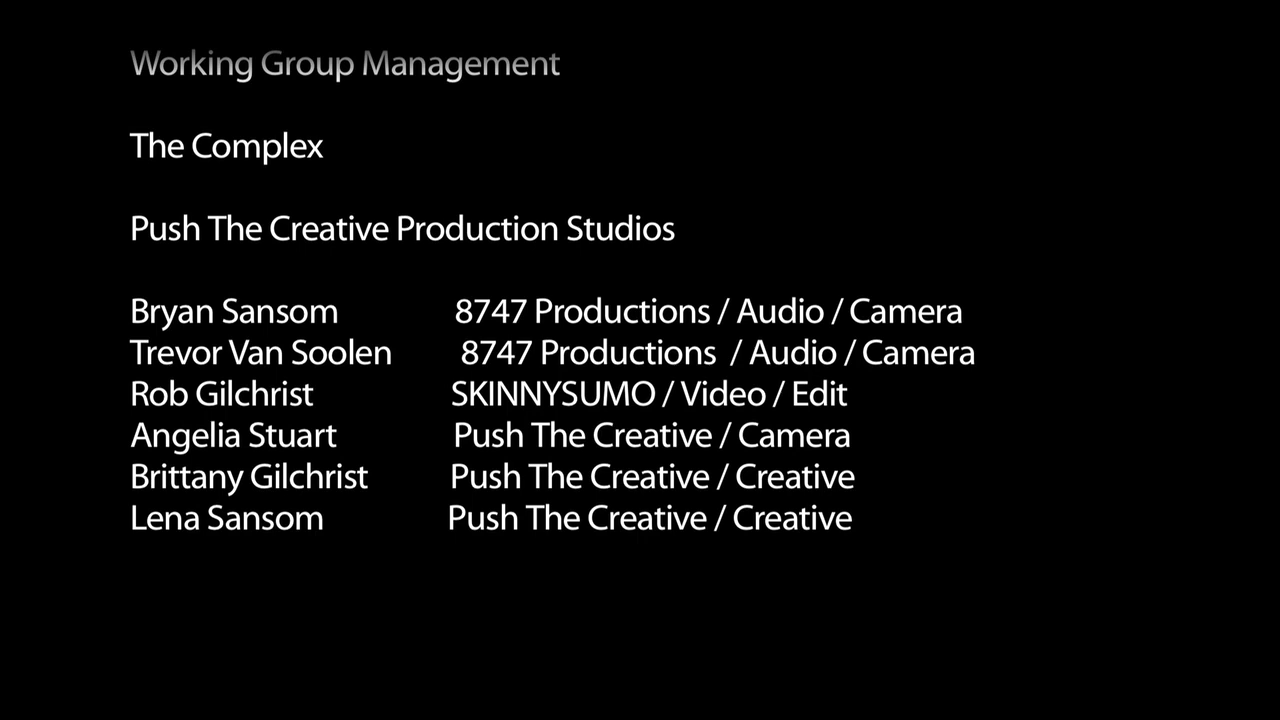 Working Group Management
The Complex
Push The Creative Production Studios
Bryan Sansom 8747 Productions / Audio / Camera
Trevor Van Soolen 8747 Productions / Audio / Camera
Rob Gilchrist SKINNYSUMO / Video / Edit
Angelia Stuart Push The Creative / Camera
Brittany Gilchrist Push The Creative / Creative
Lena Sansom Push The Creative / Creative